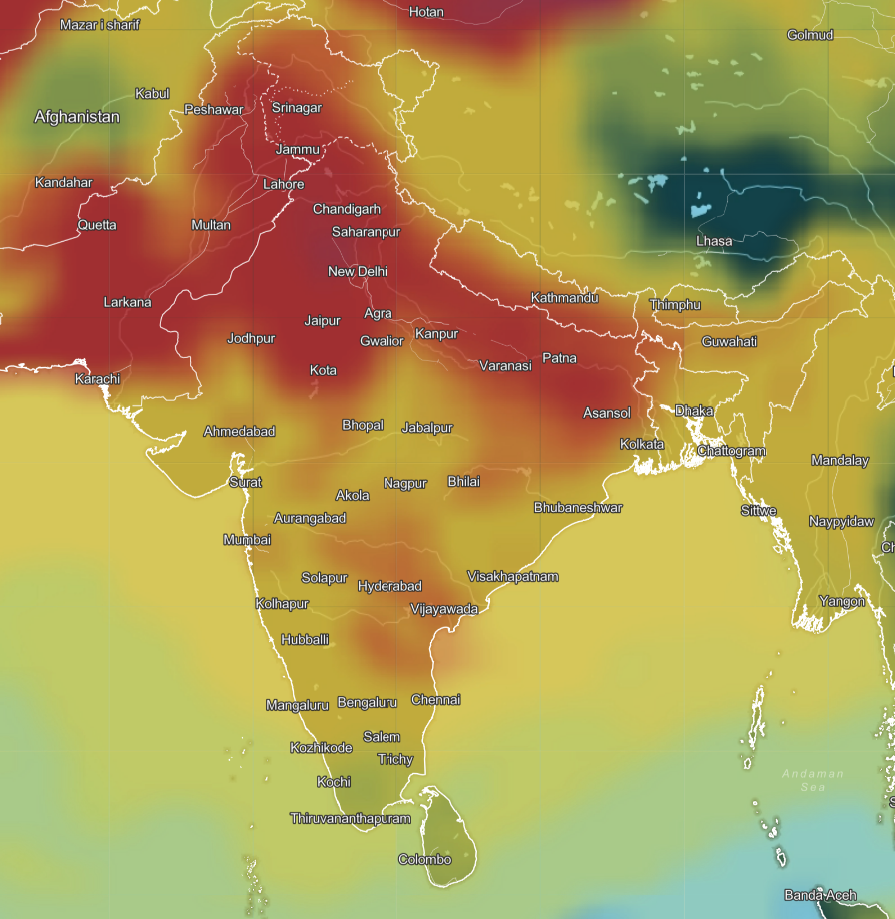 Hotan
Mazar i sharif
Golmud
Kabul
Peshawar
Srinagar
Afghanistan
Jammu
Kandahar
Lahore
Chandigarh
Quetta
Multan
Saharanpur
Lhasa
New Delhi
Kathmandu
Larkana
Thimphu
Agra
Jaipur
Kanpur
Jodhpur
Gwalior
Guwahati
Patna
Varanasi
Kota
Karachi
Asansol
Dhaka
Bhopal
Jabalpur
Ahmedabad
Kolkata
Chattogram
Mandalay
Surat
Nagpur
Bhilai
Akola
Bhubaneshwar
Sittwe
Aurangabad
Naypyidaw
Mumbai
Ch
Solapur
Visakhapatnam
Hyderabad
Kolhapur
Vijayawada
Yangon
Hubballi
Chennai
Mangaluru
Bengaluru
Salem
Kozhikode
Trichy
Andaman
Sea
Kochi
S
Thiruvananthapuram
Colombo
Banda Aceh